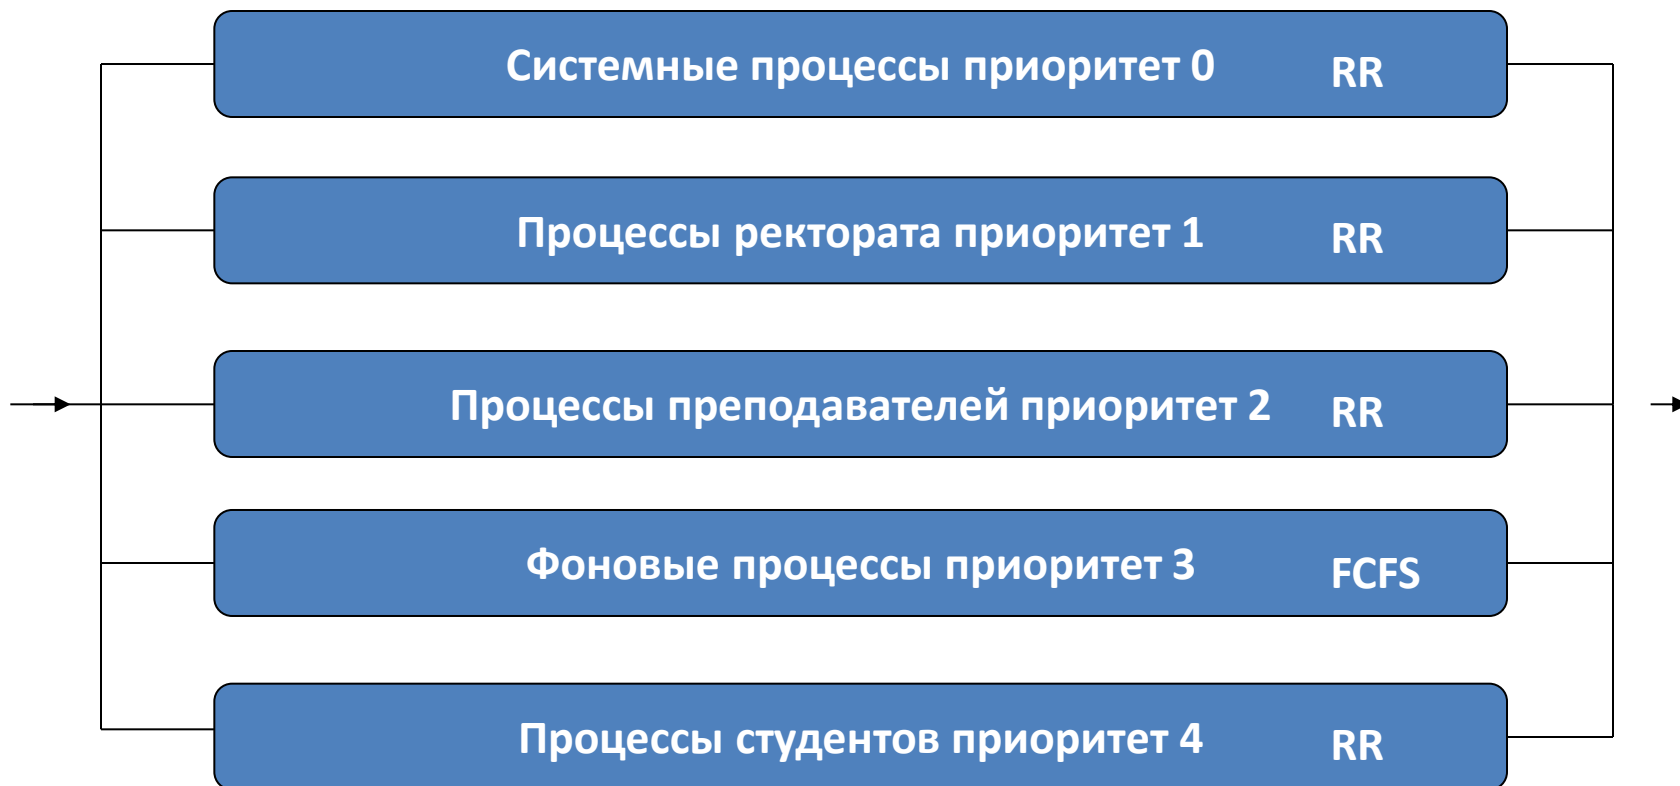 Системные процессы приоритет 0 RR
Процессы ректората приоритет 1 RR
Процессы преподавателей приоритет 2 RR
Фоновые процессы приоритет 3 FCFS
Процессы студентов приоритет 4 RR